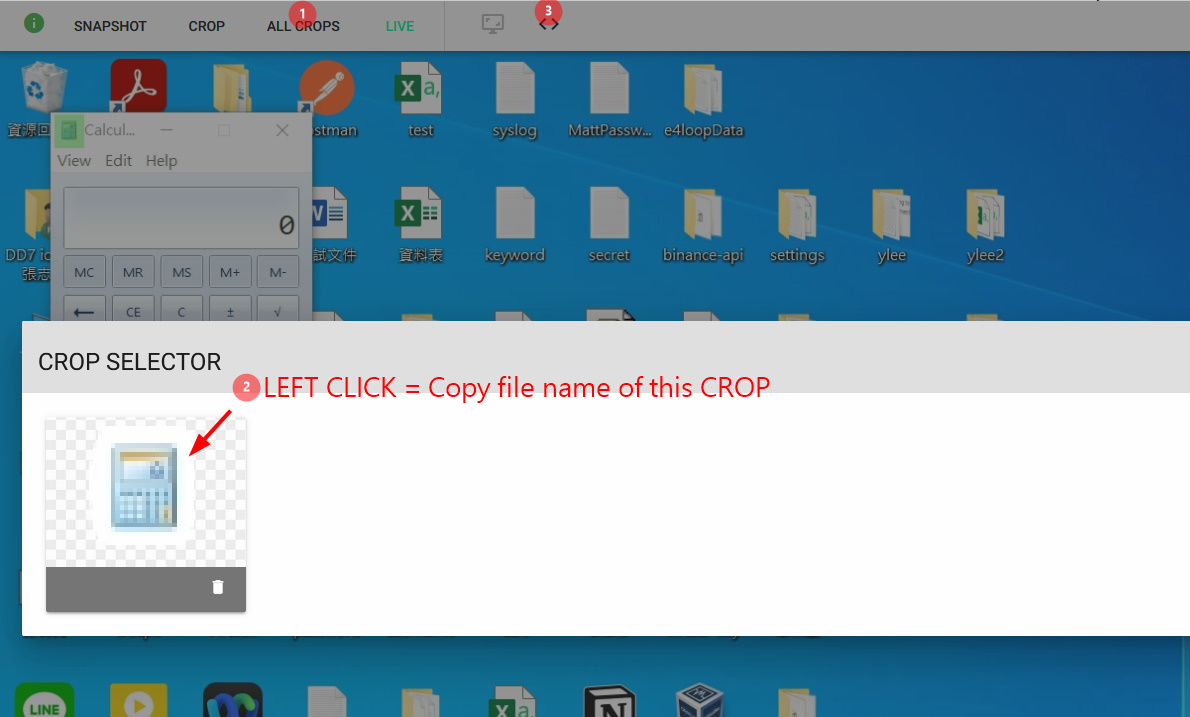 SNAPSHOT CROP ALL CROPS LIVE
1
3
資源回
stman
test
syslog
MattPassw...
e4loopData
Calcul...
View Edit Help
0
MC MR MS M+ M-
← CE C ± √
DD7 ic
張志
試文件
資料表
keyword
secret
binance-api
settings
ylee
ylee2
CROP SELECTOR
2 LEFT CLICK = Copy file name of this CROP
LINE